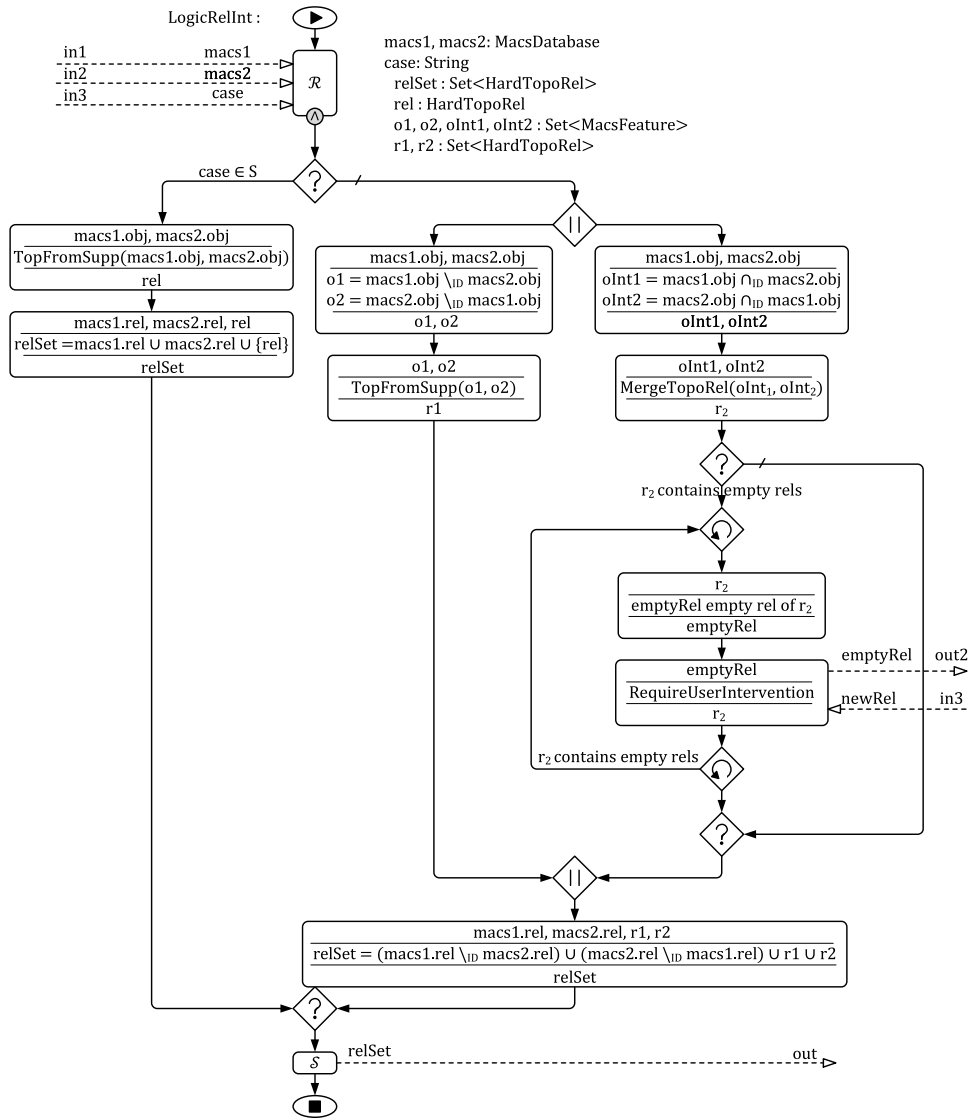 LogicRelInt :
macs1, macs2: MacsDatabase
case: String
relSet : Set<HardTopoRel>
rel : HardTopoRel
o1, o2, oInt1, oInt2 : Set<MacsFeature>
r1, r2 : Set<HardTopoRel>
in1 macs1
in2 macs2
in3 case
ℛ
∧
case ∈ S
?
||
macs1.obj, macs2.obj
TopFromSupp(macs1.obj, macs2.obj)
rel
macs1.rel, macs2.rel, rel
relSet =macs1.rel ∪ macs2.rel ∪ {rel}
relSet
macs1.obj, macs2.obj
o1 = macs1.obj \ID macs2.obj
o2 = macs2.obj \ID macs1.obj
o1, o2
o1, o2
TopFromSupp(o1, o2)
r1
macs1.obj, macs2.obj
oInt1 = macs1.obj ∩ID macs2.obj
oInt2 = macs2.obj ∩ID macs1.obj
oInt1, oInt2
oInt1, oInt2
MergeTopoRel(oInt1, oInt2)
r2
?
r2 contains empty rels
r2
emptyRel empty rel of r2
emptyRel
emptyRel
RequireUserIntervention
r2
emptyRel out2
newRel in3
r2 contains empty rels
?
||
macs1.rel, macs2.rel, r1, r2
relSet = (macs1.rel \ID macs2.rel) ∪ (macs2.rel \ID macs1.rel) ∪ r1 ∪ r2
relSet
?
𝒮
relSet out